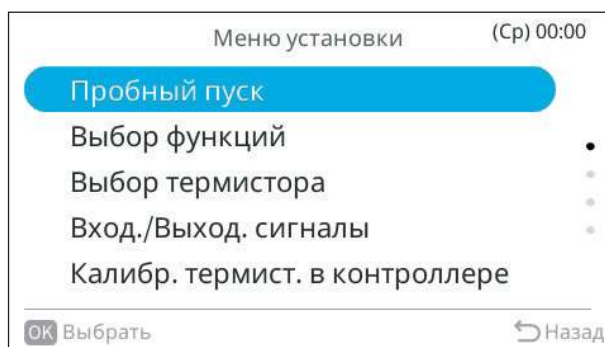 Меню установки (Ср) 00:00
Пробный пуск
Выбор функций
Выбор термистора
Вход./Выход. сигналы
Калибр. термист. в контроллере
OK Выбрать Назад